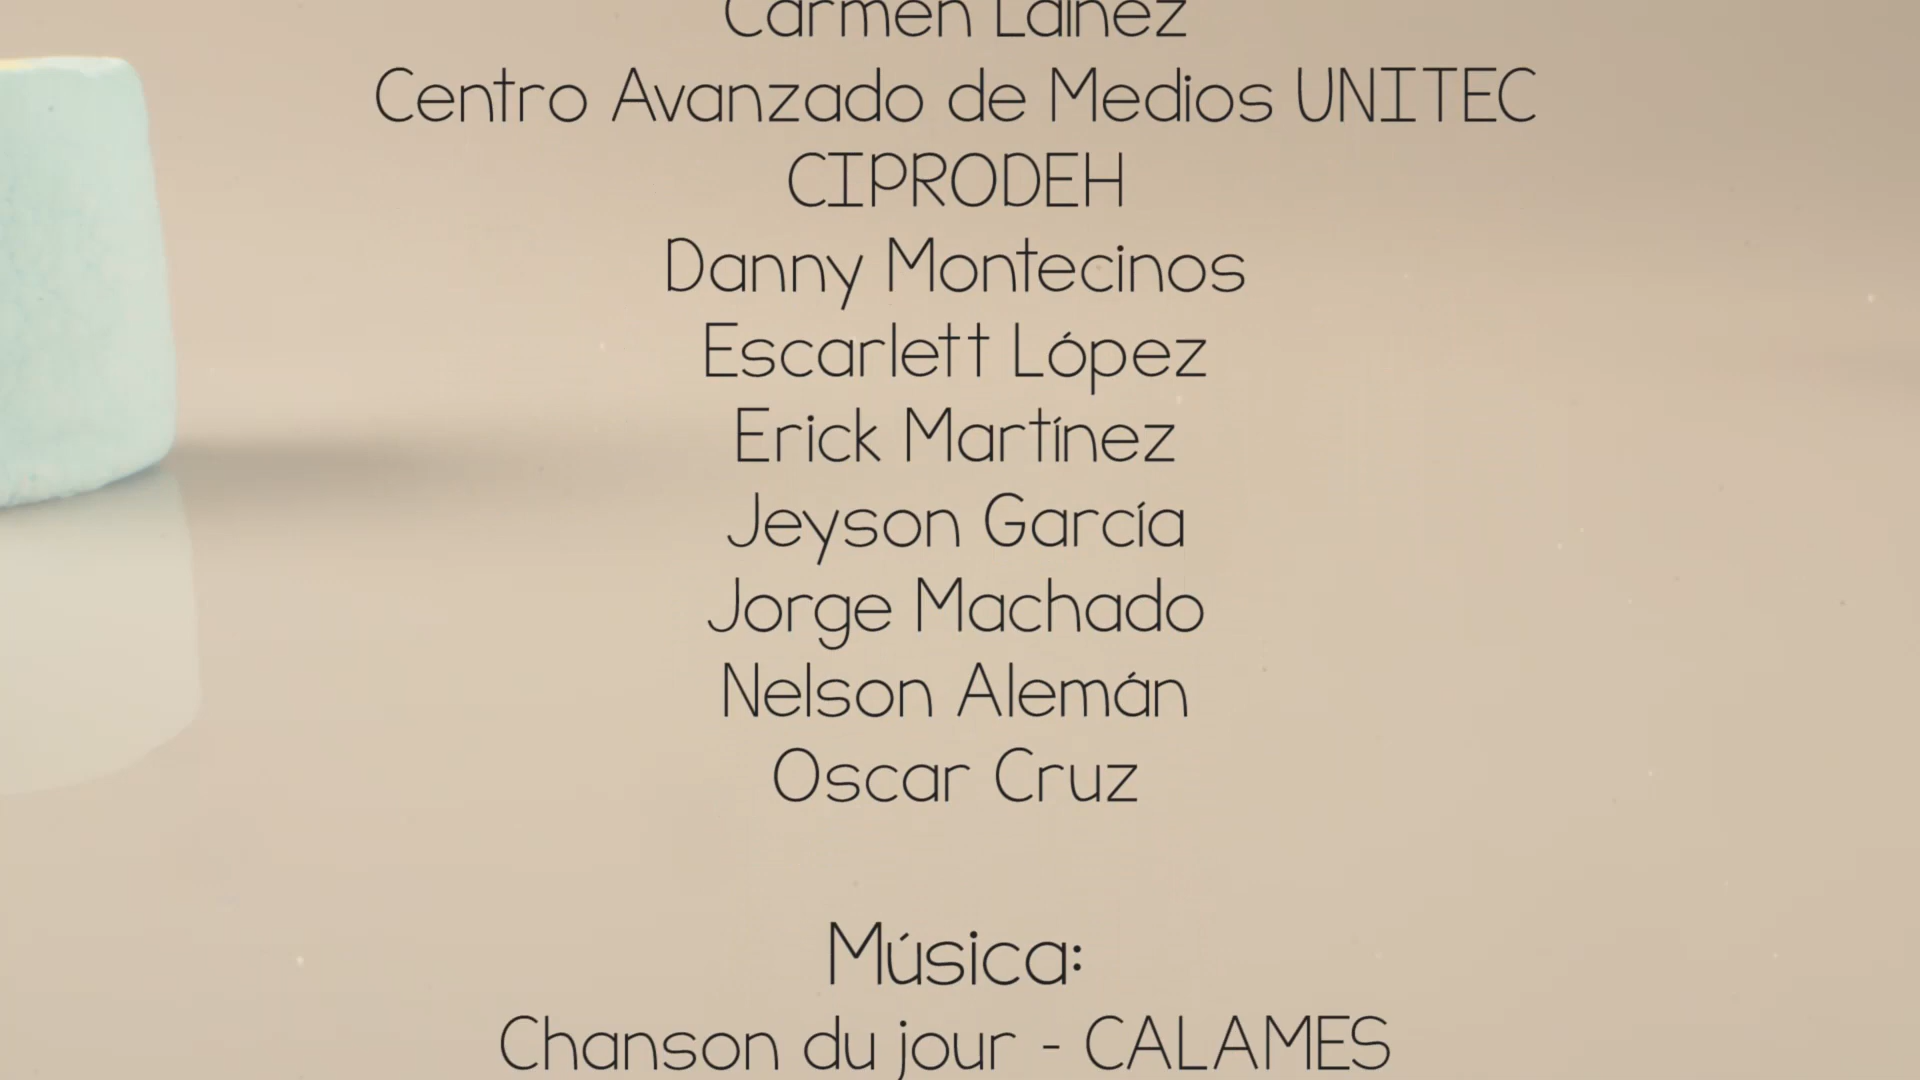 Carmen Laínez
Centro Avanzado de Medios UNITEC
CIPRODEH
Danny Montecinos
Escarlett López
Erick Martínez
Jeyson García
Jorge Machado
Nelson Alemán
Oscar Cruz
Música:
Chanson du jour - CALAMES